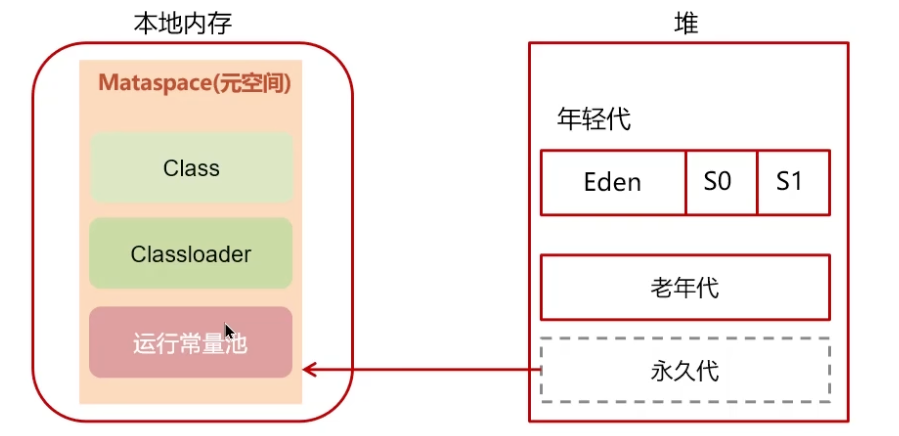 本地内存
堆
Mataspace(元空间)
Class
Classloader
运行常量池
年轻代
Eden
S0
S1
老年代
永久代